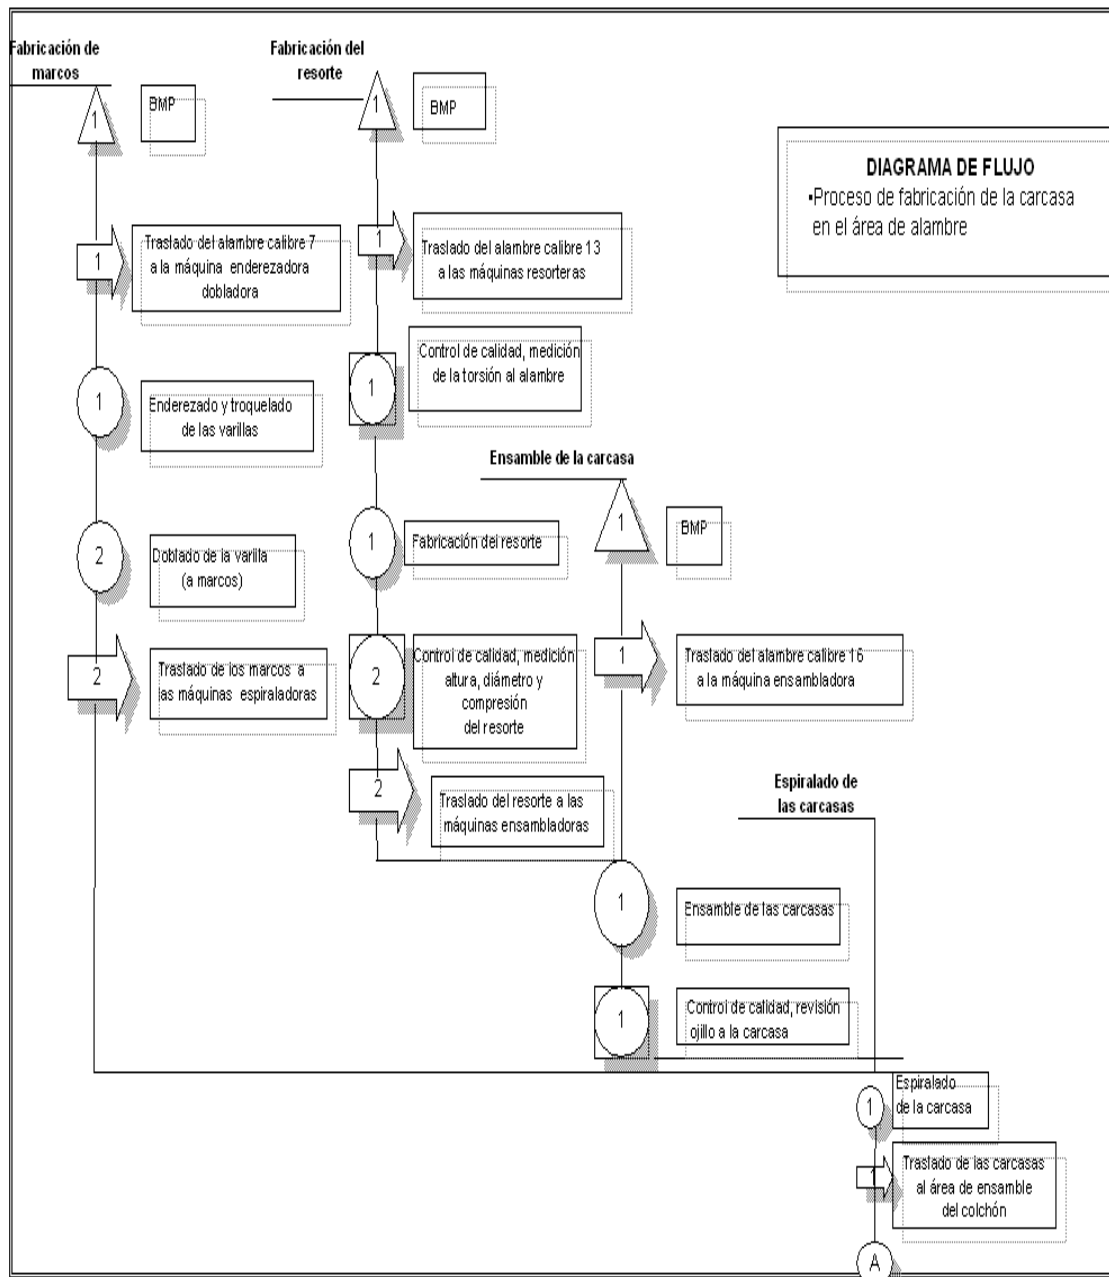 Fabricación de
marcos
1
BMP
1
Traslado del alambre calibre 7
a la máquina enderezadora
dobladora
1
Enderezado y troquelado
de las varillas
2
Doblado de la varilla
(a marcos)
2
Traslado de los marcos a
las máquinas espiraladoras
Fabricación del
resorte
1
BMP
1
Traslado del alambre calibre 13
a las máquinas resorteras
1
Control de calidad, medición
de la torsión al alambre
1
Fabricación del resorte
2
Control de calidad, medición
altura, diámetro y
compresión
del resorte
2
Traslado del resorte a las
máquinas ensambladoras
DIAGRAMA DE FLUJO
•Proceso de fabricación de la carcasa
en el área de alambre
Ensamble de la carcasa
1
BMP
1
Traslado del alambre calibre 16
a la máquina ensambladora
1
Ensamble de las carcasas
1
Control de calidad, revisión
ojillo a la carcasa
Espiralado de
las carcasas
1
Espiralado
de la carcasa
1
Traslado de las carcasas
al área de ensamble
del colchón
A